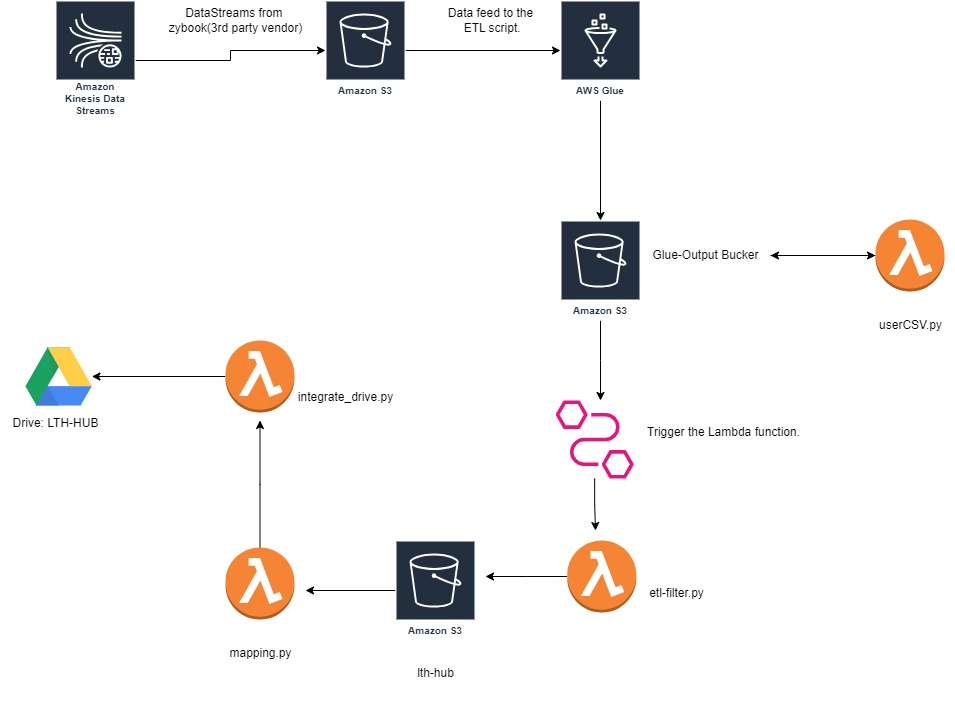 DataStreams from
zybook(3rd party vendor)
Data feed to the
ETL script.
Amazon
Kinesis Data
Streams
Amazon S3
AWS Glue
Glue-Output Bucker
Amazon S3
userCSV.py
integrate_drive.py
Drive: LTH-HUB
Trigger the Lambda function.
etl-filter.py
Amazon S3
mapping.py
lth-hub